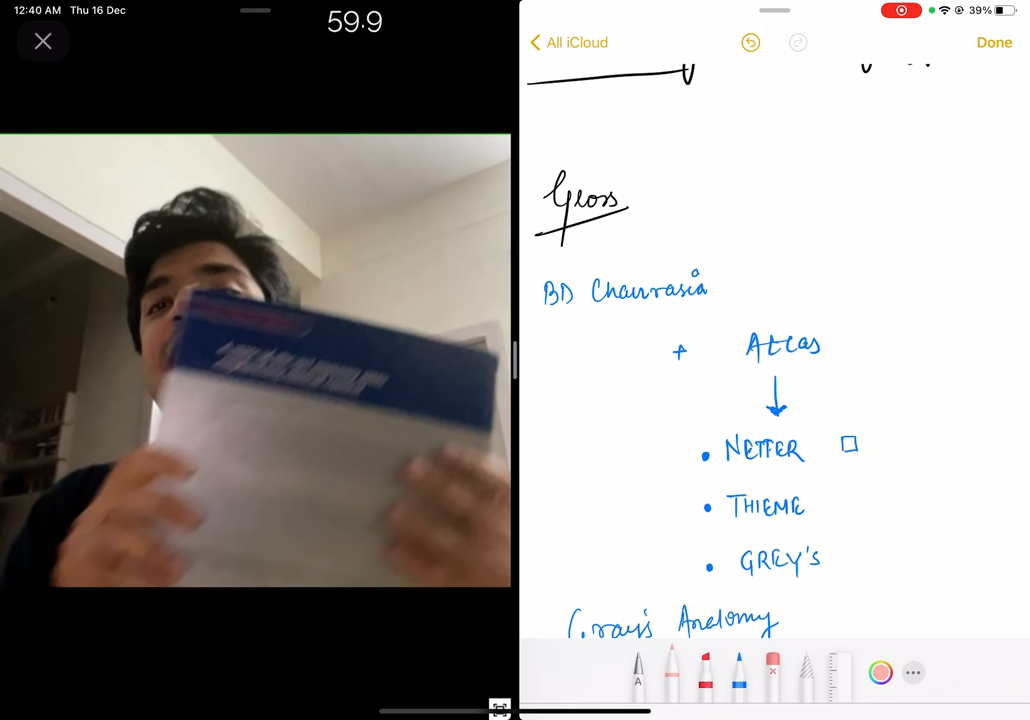 12:40 AM Thu 16 Dec
59.9
39%
All iCloud
Done
Gross
BD Chaurasia
+ Atlas
NETTER
THIEME
GREY'S
Gray's Anatomy
A